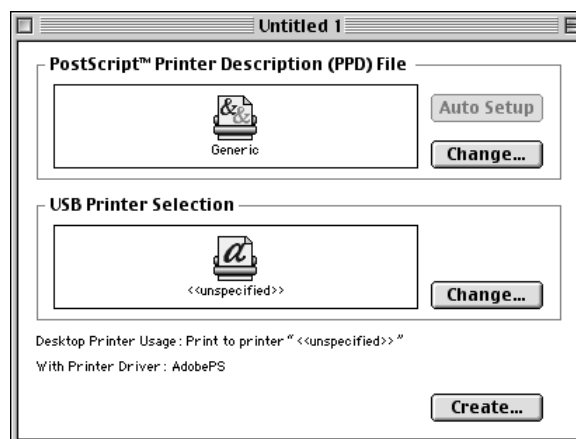 Untitled 1
PostScript™ Printer Description (PPD) File
&&
Generic
Auto Setup
Change...
USB Printer Selection
a
<<unspecified>>
Change...
Desktop Printer Usage: Print to printer “<<unspecified>>”
With Printer Driver: AdobePS
Create...